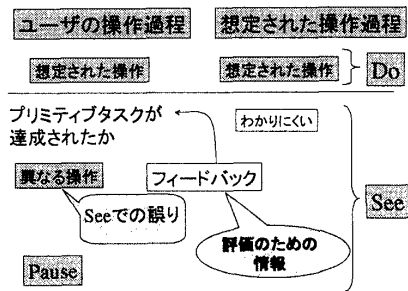 ユーザの操作過程
想定された操作過程
想定された操作
想定された操作
Do
プリミティブタスクが
達成されたか
わかりにくい
異なる操作
フィードバック
See
Seeでの誤り
評価のための
情報
Pause